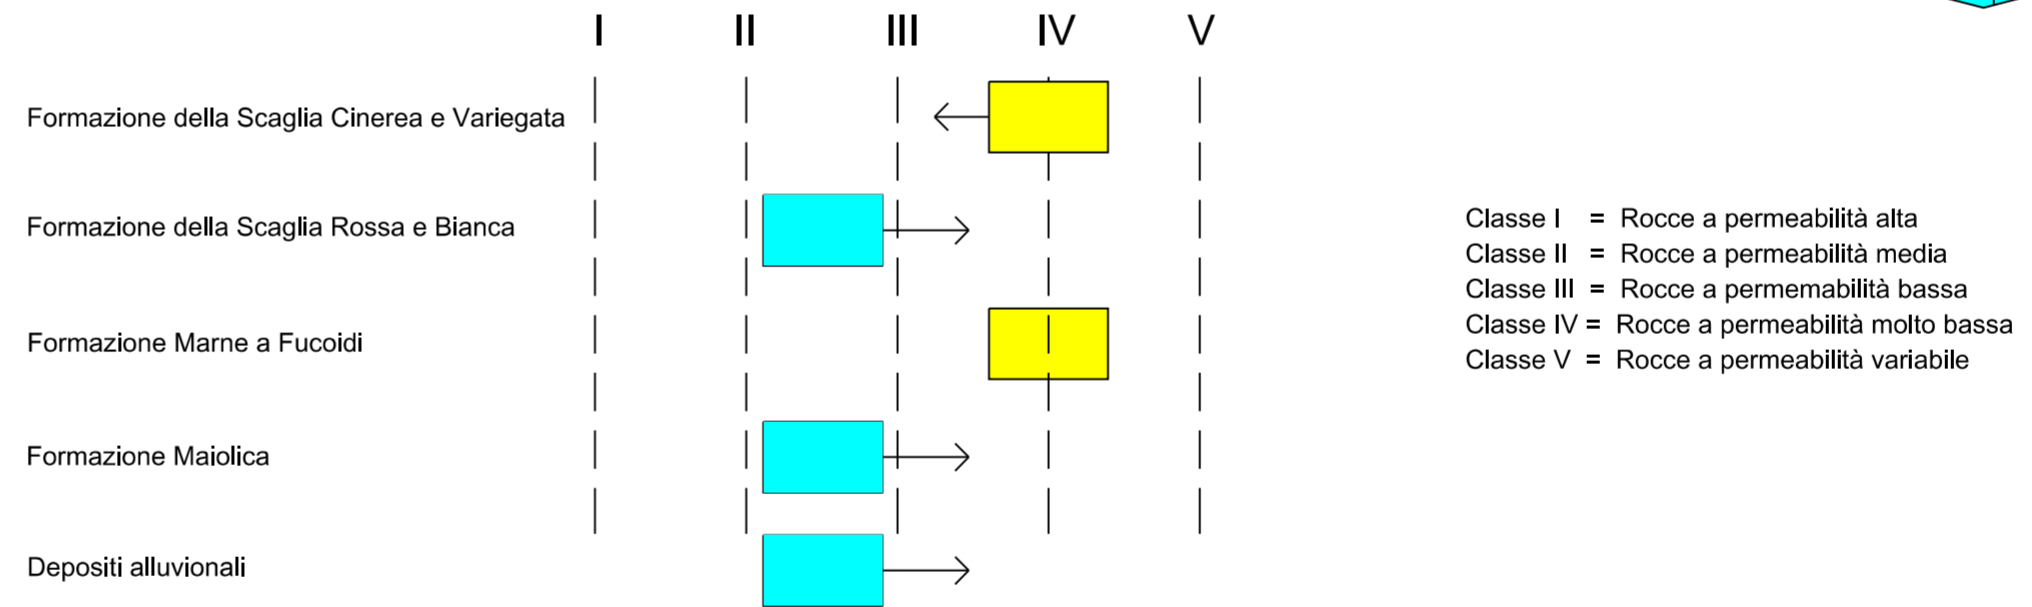 I II III IV V
Formazione della Scaglia Cinerea e Variegata
Formazione della Scaglia Rossa e Bianca
Formazione Marne a Fucoidi
Formazione Maiolica
Depositi alluvionali
Classe I = Rocce a permeabilità alta
Classe II = Rocce a permeabilità media
Classe III = Rocce a permemabilità bassa
Classe IV = Rocce a permeabilità molto bassa
Classe V = Rocce a permeabilità variabile